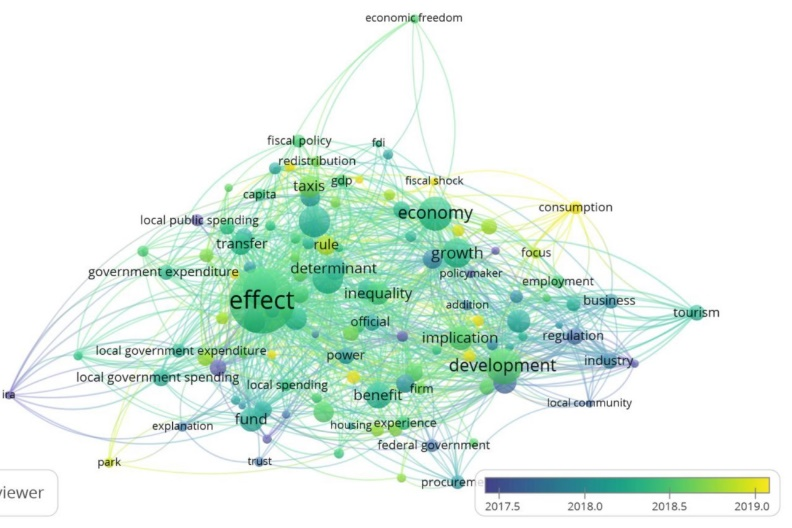 economic freedom
fiscal policy
fdi
redistribution
taxis
gdp
fiscal shock
capita
consumption
local public spending
economy
transfer
rule
growth
focus
government expenditure
determinant
policymaker
employment
effect
inequality
addition
business
official
tourism
implication
regulation
local government expenditure
power
development
industry
local government spending
local spending
benefit
firm
ira
local community
fund
explanation
housing
experience
federal government
park
trust
procureme
viewer
2017.5
2018.0
2018.5
2019.0